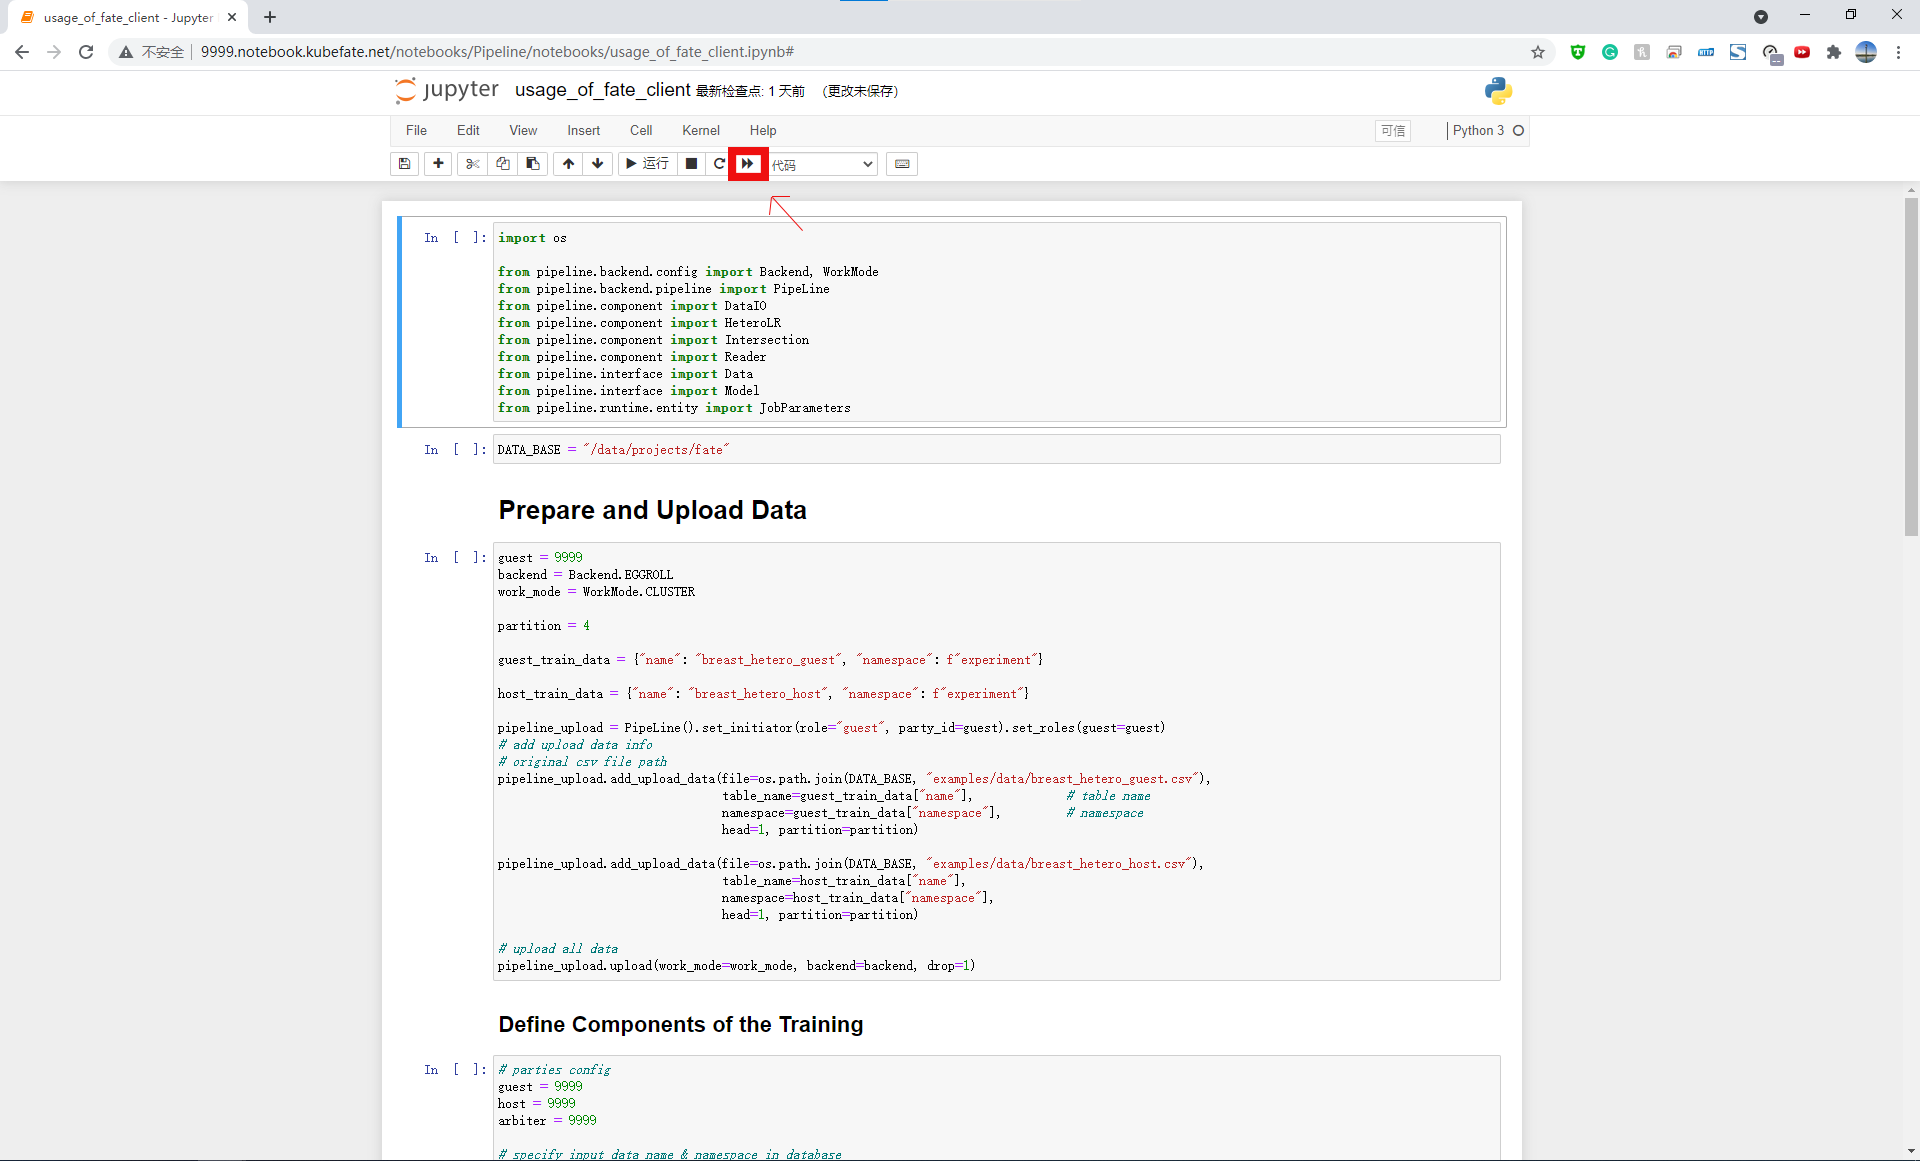 usage_of_fate_client - Jupyter
不安全 9999.notebook.kubefate.net/notebooks/Pipeline/notebooks/usage_of_fate_client.ipynb#
jupyter usage_of_fate_client 最新检查点: 1 天前 (更改未保存)
File Edit View Insert Cell Kernel Help 可信 Python 3
运行 代码
In [ ]: import os
from pipeline.backend.config import Backend, WorkMode
from pipeline.backend.pipeline import PipeLine
from pipeline.component import DataIO
from pipeline.component import HeteroLR
from pipeline.component import Intersection
from pipeline.component import Reader
from pipeline.interface import Data
from pipeline.interface import Model
from pipeline.runtime.entity import JobParameters
In [ ]: DATA_BASE = "/data/projects/fate"
Prepare and Upload Data
In [ ]: guest = 9999
backend = Backend.EGGROLL
work_mode = WorkMode.CLUSTER
partition = 4
guest_train_data = {"name": "breast_hetero_guest", "namespace": f"experiment"}
host_train_data = {"name": "breast_hetero_host", "namespace": f"experiment"}
pipeline_upload = PipeLine().set_initiator(role="guest", party_id=guest).set_roles(guest=guest)
# add upload data info
# original csv file path
pipeline_upload.add_upload_data(file=os.path.join(DATA_BASE, "examples/data/breast_hetero_guest.csv"),
table_name=guest_train_data["name"], # table name
namespace=guest_train_data["namespace"], # namespace
head=1, partition=partition)
pipeline_upload.add_upload_data(file=os.path.join(DATA_BASE, "examples/data/breast_hetero_host.csv"),
table_name=host_train_data["name"],
namespace=host_train_data["namespace"],
head=1, partition=partition)
# upload all data
pipeline_upload.upload(work_mode=work_mode, backend=backend, drop=1)
Define Components of the Training
In [ ]: # parties config
guest = 9999
host = 9999
arbiter = 9999
# specify input data name & namespace in database